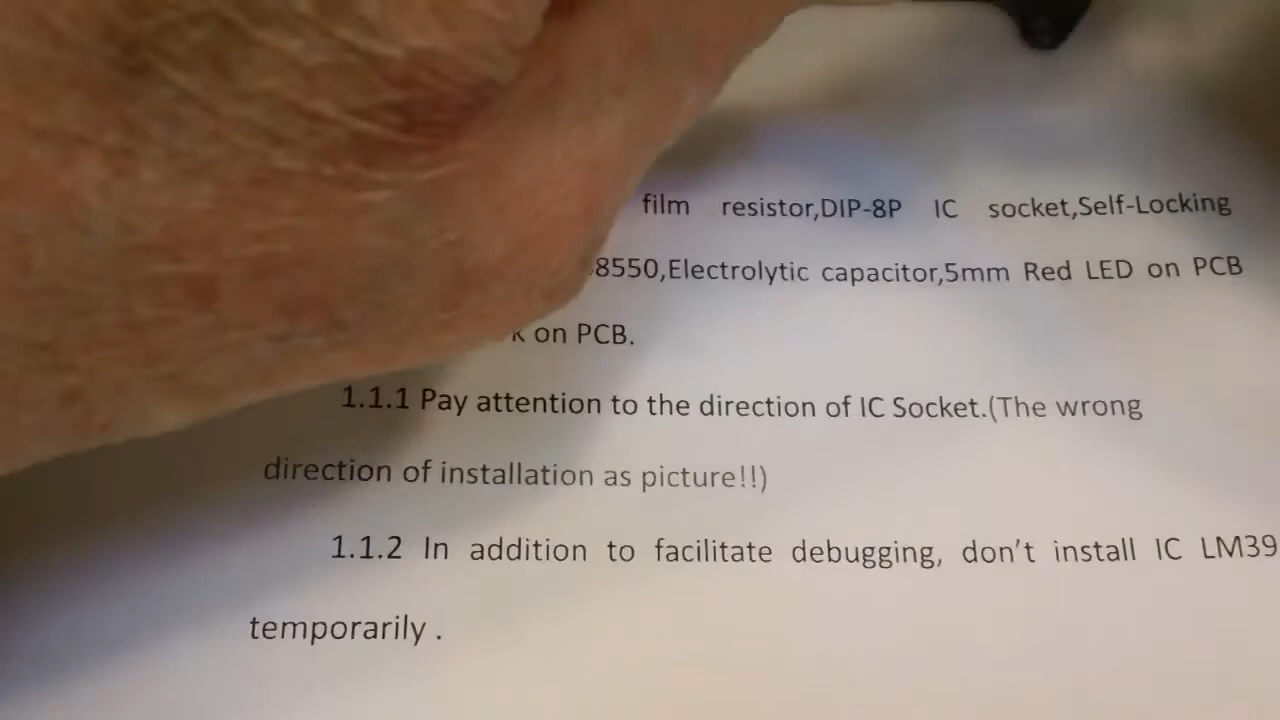 film resistor,DIP-8P IC socket,Self-Locking
8550,Electrolytic capacitor,5mm Red LED on PCB
on PCB.
1.1.1 Pay attention to the direction of IC Socket.(The wrong
direction of installation as picture!!)
1.1.2 In addition to facilitate debugging, don't install IC LM39
temporarily .